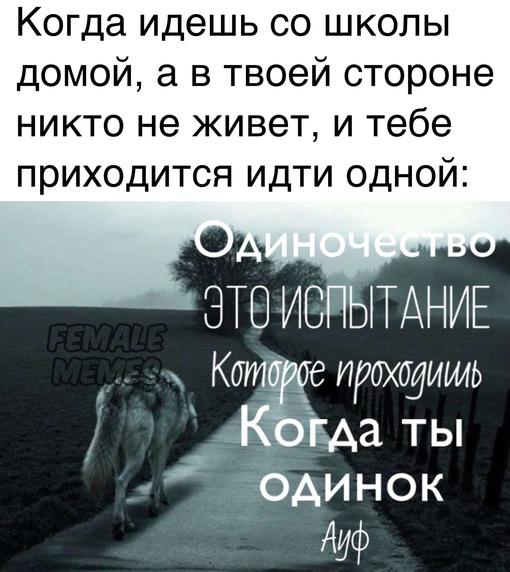 Когда идешь со школы
домой, а в твоей стороне
никто не живет, и тебе
приходится идти одной:
Одиночество
ЭТО ИСПЫТАНИЕ
FEMALE
MEMES
Которое проходишь
Когда ты
одинок
Ауф